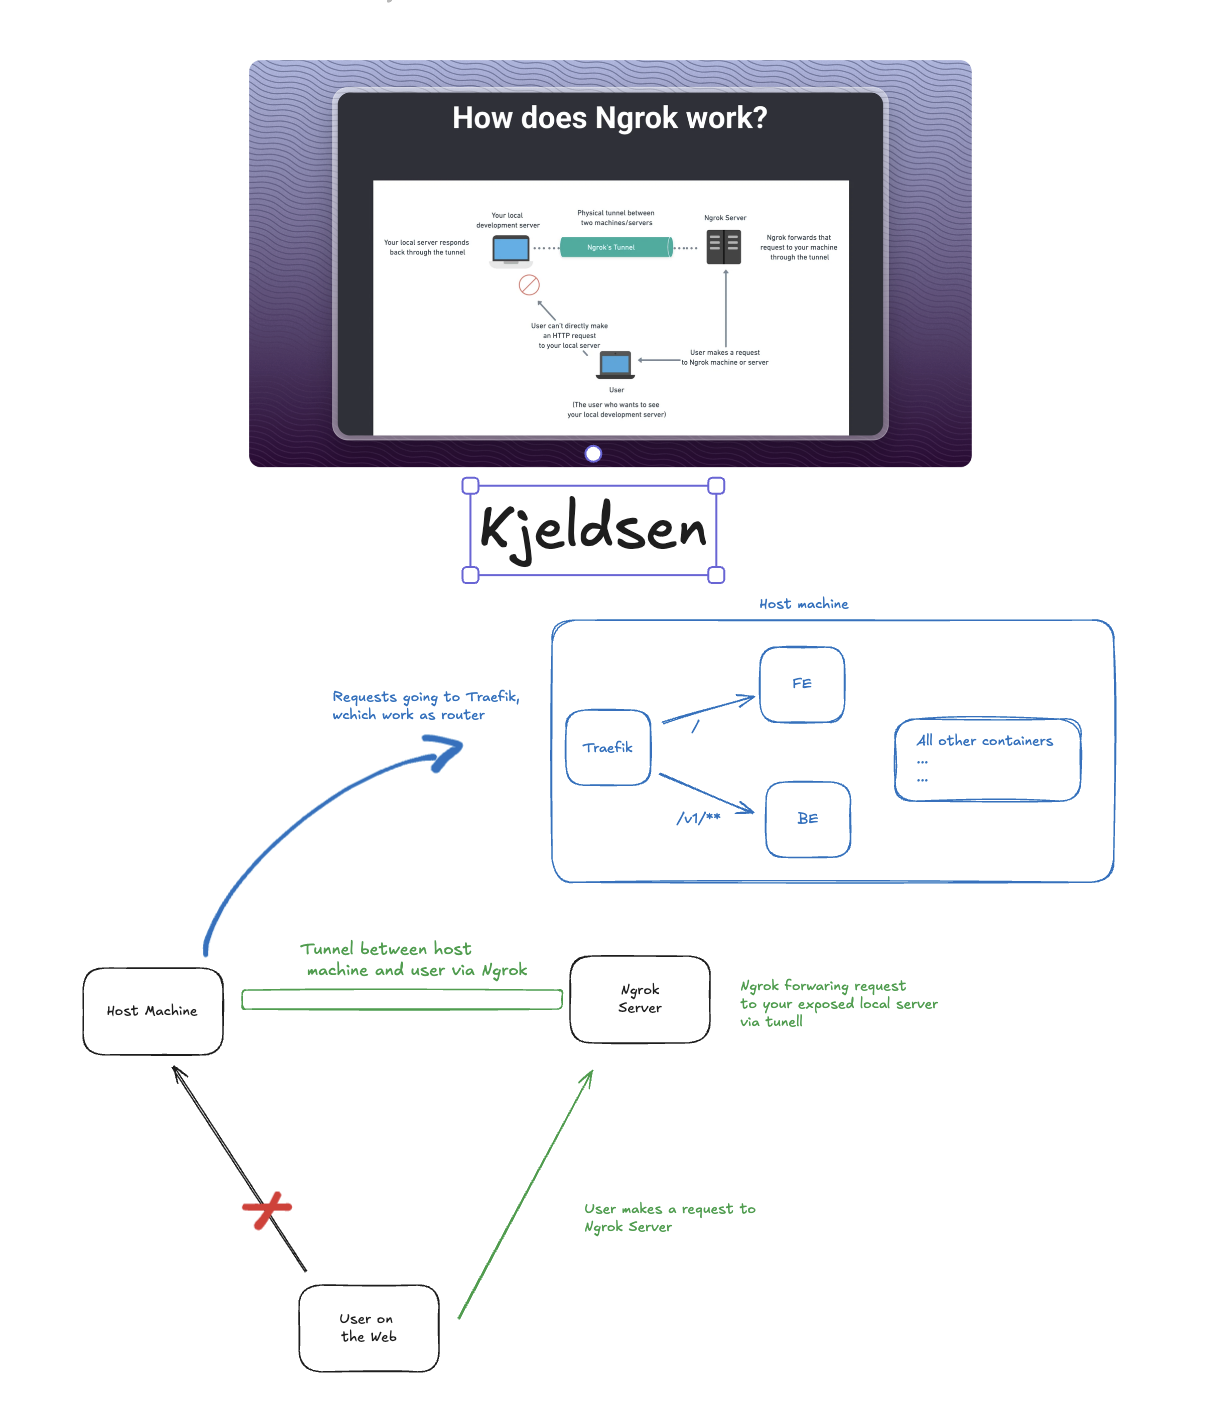 How does Ngrok work?
Your local
development server
Physical tunnel between
two machines/servers
Ngrok Server
Your local server responds
back through the tunnel
Ngrok's Tunnel
Ngrok forwards that
request to your machine
through the tunnel
User can't directly make
an HTTP request
to your local server
User makes a request
to Ngrok machine or server
User
(The user who wants to see
your local development server)
Kjeldsen
Host machine
Requests going to Traefik,
wchich work as router
FE
/
Traefik
All other containers
...
...
/v1/**
BE
Tunnel between host
machine and user via Ngrok
Host Machine
Ngrok
Server
Ngrok forwaring request
to your exposed local server
via tunell
User makes a request to
Ngrok Server
User on
the Web